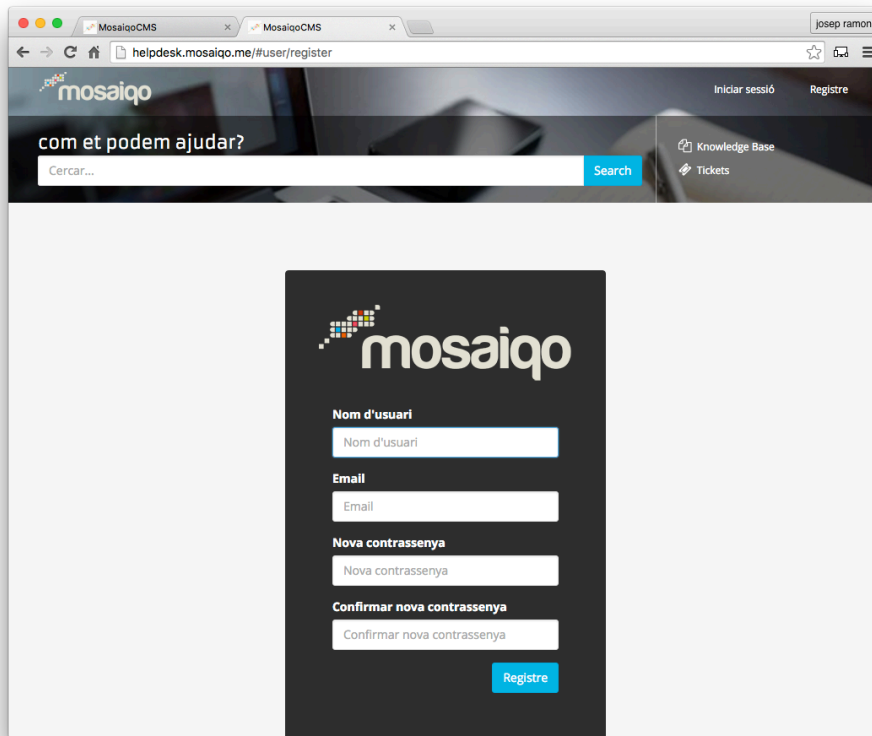 MosaiqoCMS
MosaiqoCMS
josep ramon
helpdesk.mosaiqo.me/#user/register
mosaiqo
Iniciar sessió
Registre
com et podem ajudar?
Cercar...
Search
Knowledge Base
Tickets
mosaiqo
Nom d'usuari
Nom d'usuari
Email
Email
Nova contrassenya
Nova contrassenya
Confirmar nova contrassenya
Confirmar nova contrassenya
Registre